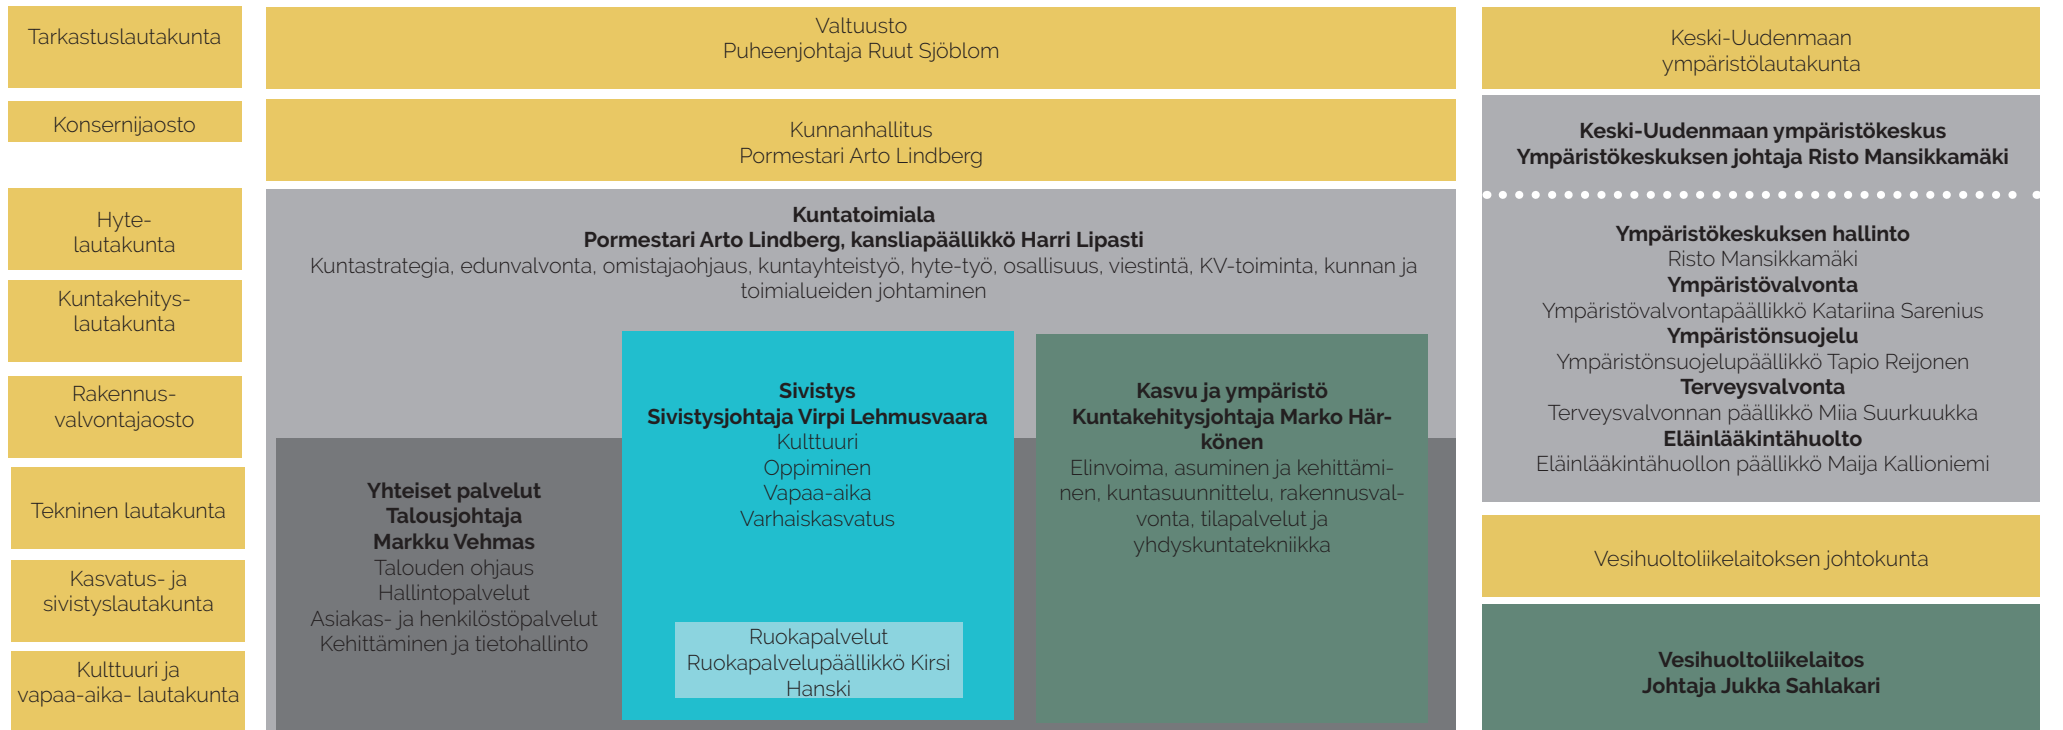 Tarkastuslautakunta
Konsernijaosto
Hyte-
lautakunta
Kuntakehitys-
lautakunta
Rakennus-
valvontajaosto
Tekninen lautakunta
Kasvatus- ja
sivistyslautakunta
Kulttuuri ja
vapaa-aika- lautakunta
Valtuusto
Puheenjohtaja Ruut Sjöblom
Kunnanhallitus
Pormestari Arto Lindberg
Kuntatoimiala
Pormestari Arto Lindberg, kansliapäällikkö Harri Lipasti
Kuntastrategia, edunvalvonta, omistajaohjaus, kuntayhteistyö, hyte-työ, osallisuus, viestintä, KV-toiminta, kunnan ja
toimialueiden johtaminen
Yhteiset palvelut
Talousjohtaja
Markku Vehmas
Talouden ohjaus
Hallintopalvelut
Asiakas- ja henkilöstöpalvelut
Kehittäminen ja tietohallinto
Sivistys
Sivistysjohtaja Virpi Lehmusvaara
Kulttuuri
Oppiminen
Vapaa-aika
Varhaiskasvatus
Ruokapalvelut
Ruokapalvelupäällikkö Kirsi
Hanski
Kasvu ja ympäristö
Kuntakehitysjohtaja Marko Här-
könen
Elinvoima, asuminen ja kehittämi-
nen, kuntasuunnittelu, rakennusval-
vonta, tilapalvelut ja
yhdyskuntatekniikka
Keski-Uudenmaan
ympäristölautakunta
Keski-Uudenmaan ympäristökeskus
Ympäristökeskuksen johtaja Risto Mansikkamäki
Ympäristökeskuksen hallinto
Risto Mansikkamäki
Ympäristövalvonta
Ympäristövalvontapäällikkö Katariina Sarenius
Ympäristönsuojelu
Ympäristönsuojelupäällikkö Tapio Reijonen
Terveysvalvonta
Terveysvalvonnan päällikkö Miia Suurkuukka
Eläinlääkintähuolto
Eläinlääkintähuollon päällikkö Maija Kallioniemi
Vesihuoltoliikelaitoksen johtokunta
Vesihuoltoliikelaitos
Johtaja Jukka Sahlakari